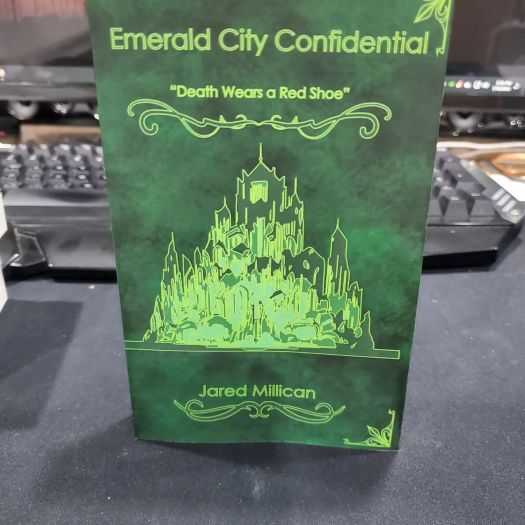 Emerald City Confidential
"Death Wears a Red Shoe"
Jared Millican